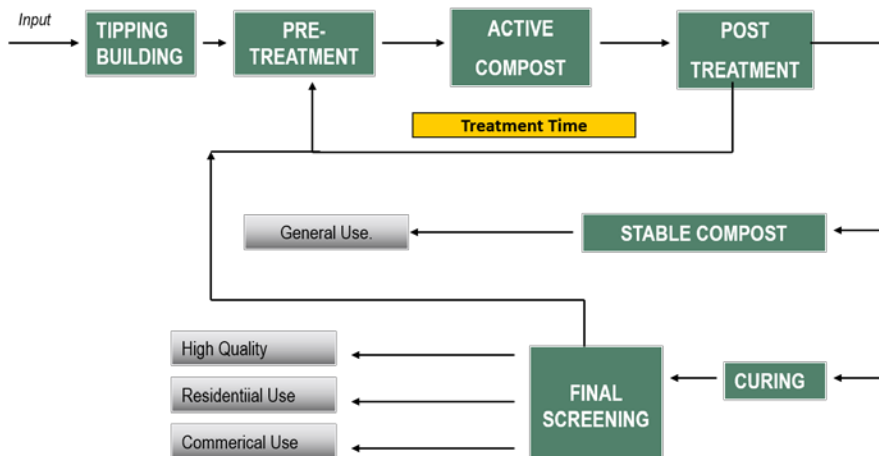 Input
TIPPING
BUILDING
PRE-
TREATMENT
ACTIVE
COMPOST
POST
TREATMENT
Treatment Time
General Use.
STABLE COMPOST
High Quality
Residentiial Use
Commerical Use
FINAL
SCREENING
CURING